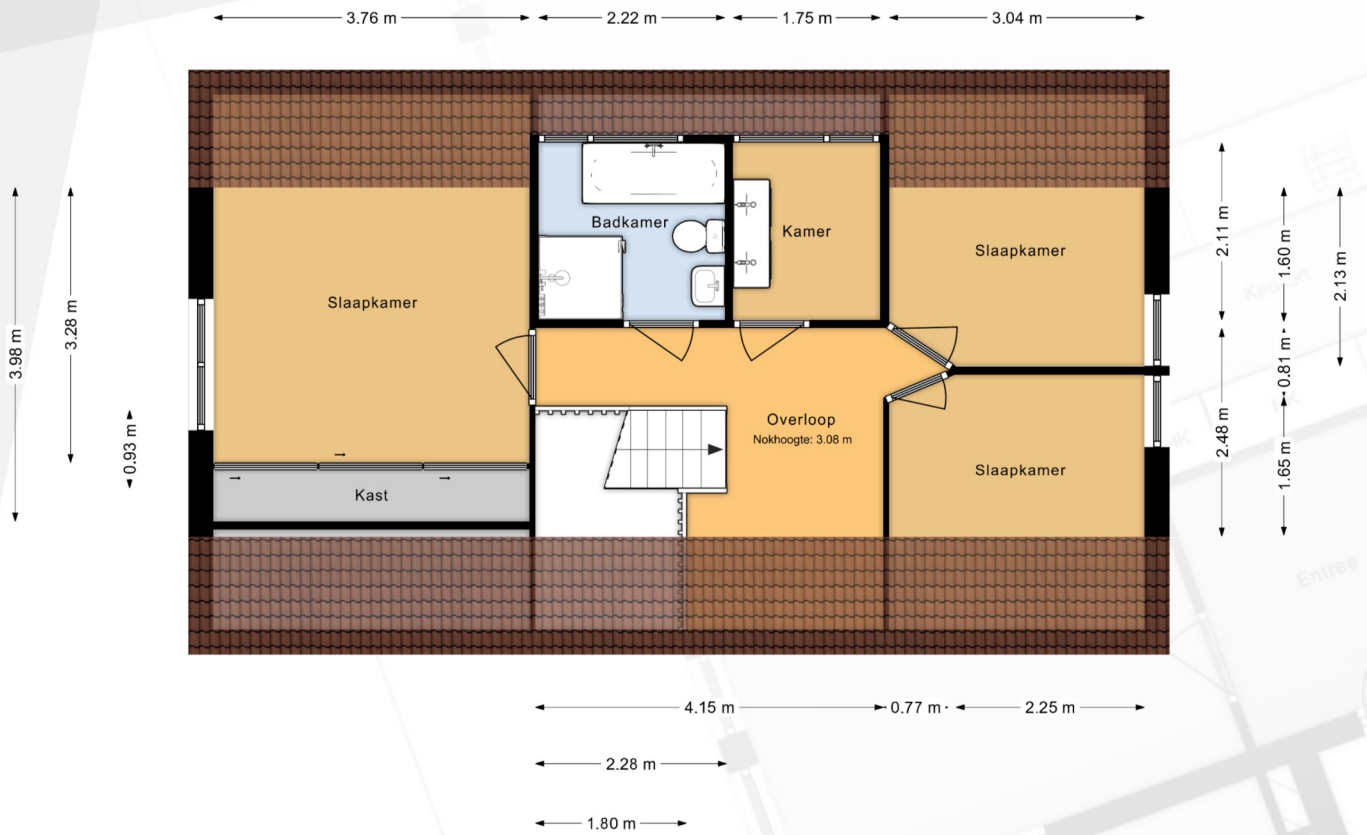 3.76 m
2.22 m
1.75 m
3.04 m
Badkamer
Kamer
Slaapkamer
Slaapkamer
Overloop
Nokhoogte: 3.08 m
Slaapkamer
Kast
3.98 m
3.28 m
0.93 m
2.11 m
1.60 m
2.13 m
0.81 m
2.48 m
1.65 m
Entree
4.15 m
0.77 m
2.25 m
2.28 m
1.80 m